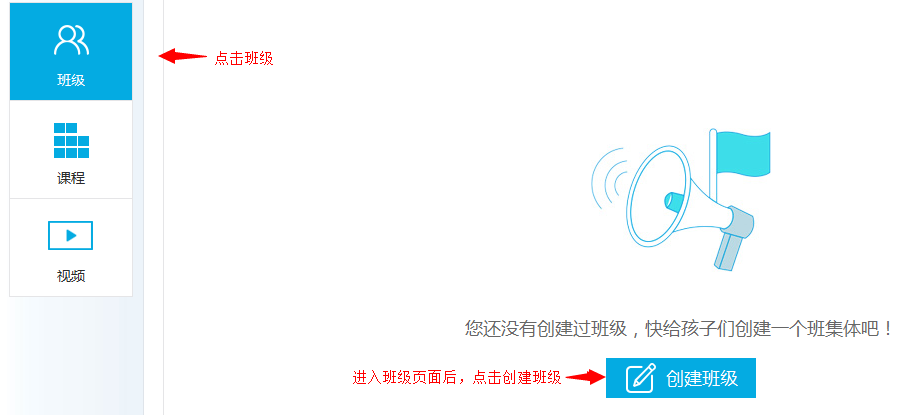 班级
点击班级
课程
视频
您还没有创建过班级，快给孩子们创建一个班集体吧！
进入班级页面后，点击创建班级
创建班级